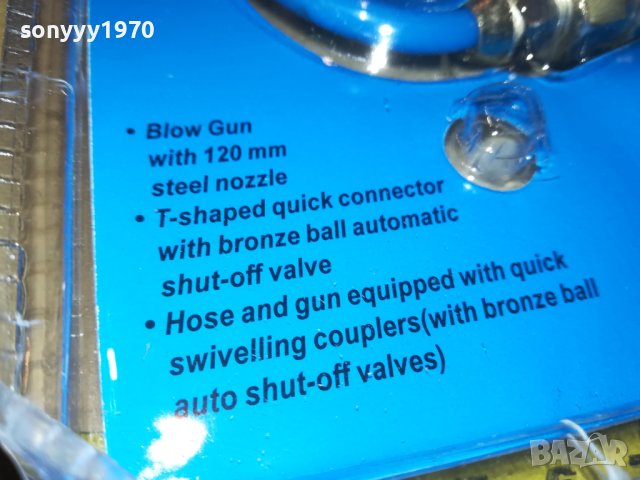 sonyyy1970
• Blow Gun
with 120 mm
steel nozzle
• T-shaped quick connector
with bronze ball automatic
shut-off valve
• Hose and gun equipped with quick
swivelling couplers(with bronze ball
auto shut-off valves)
BAZAR